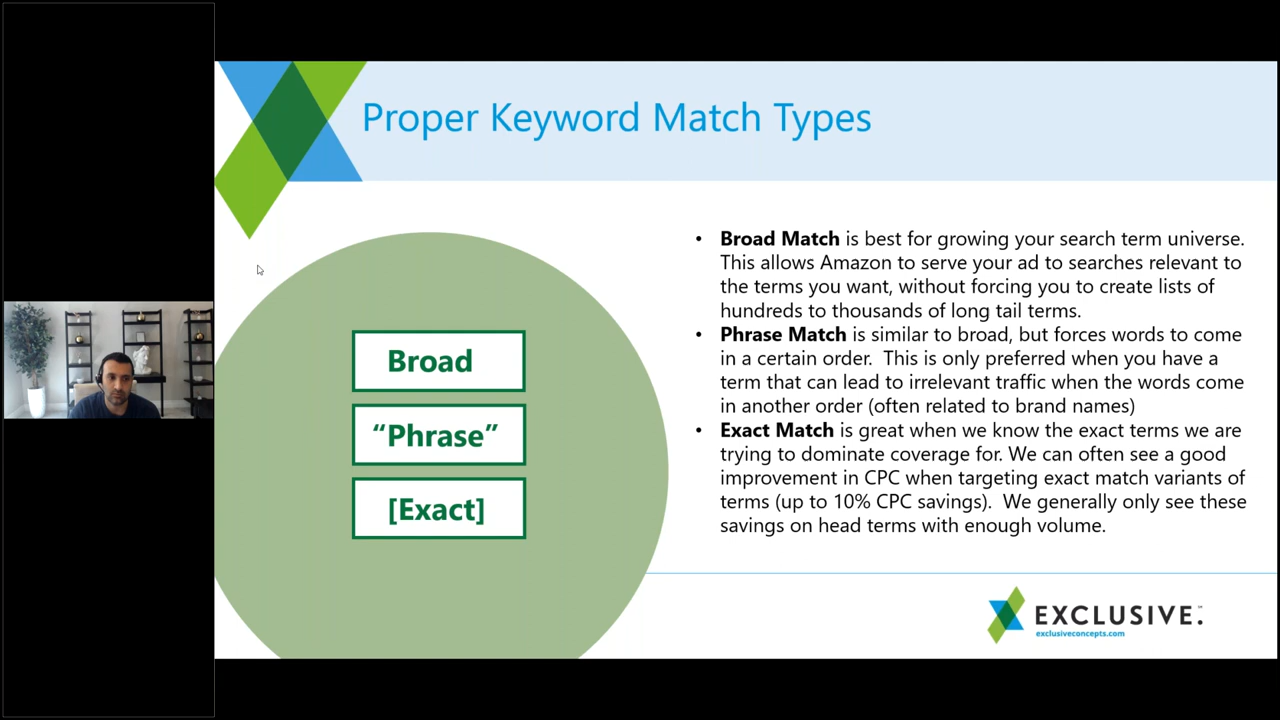 Proper Keyword Match Types
Broad
“Phrase”
[Exact]
• Broad Match is best for growing your search term universe.
This allows Amazon to serve your ad to searches relevant to
the terms you want, without forcing you to create lists of
hundreds to thousands of long tail terms.
• Phrase Match is similar to broad, but forces words to come
in a certain order.  This is only preferred when you have a
term that can lead to irrelevant traffic when the words come
in another order (often related to brand names)
• Exact Match is great when we know the exact terms we are
trying to dominate coverage for. We can often see a good
improvement in CPC when targeting exact match variants of
terms (up to 10% CPC savings).  We generally only see these
savings on head terms with enough volume.
EXCLUSIVE.
exclusiveconcepts.com